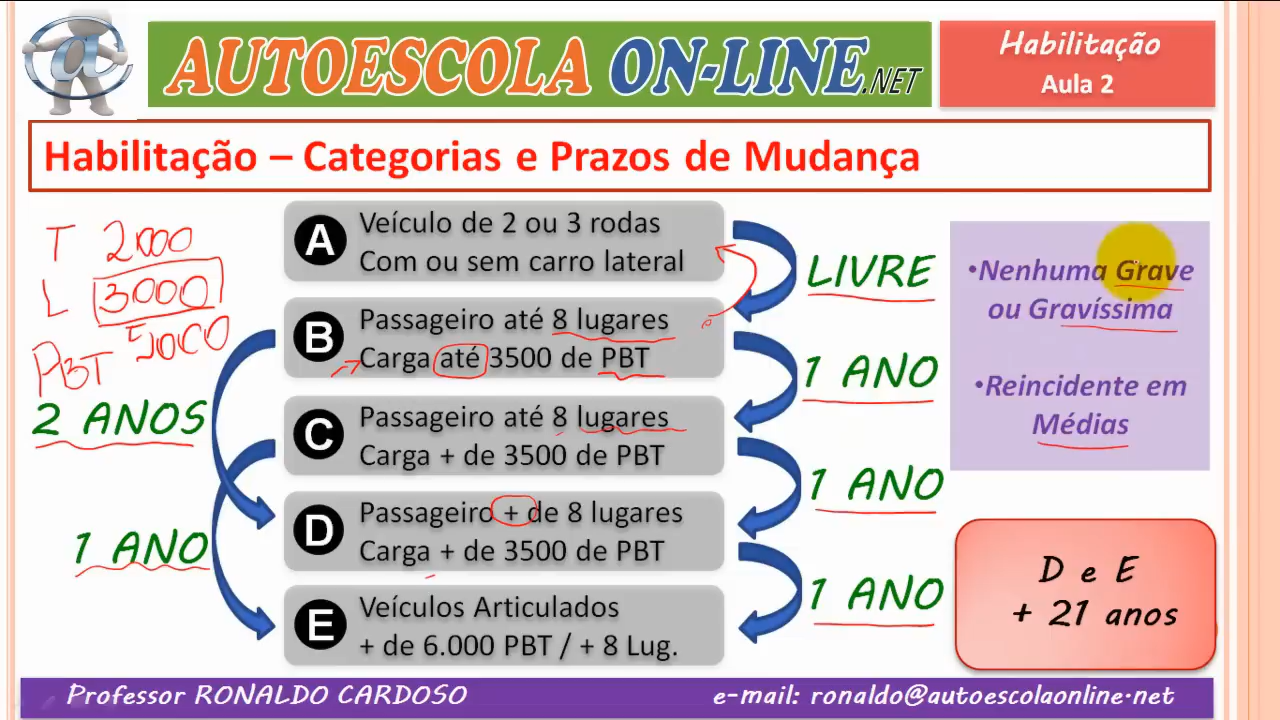 @
AUTOESCOLA ON-LINE.NET
Habilitação
Aula 2
Habilitação – Categorias e Prazos de Mudança
T 2000
L 3000
5000
PBT
2 ANOS
1 ANO
A
Veículo de 2 ou 3 rodas
Com ou sem carro lateral
B
Passageiro até 8 lugares
Carga até 3500 de PBT
C
Passageiro até 8 lugares
Carga + de 3500 de PBT
D
Passageiro + de 8 lugares
Carga + de 3500 de PBT
E
Veículos Articulados
+ de 6.000 PBT / + 8 Lug.
LIVRE
1 ANO
1 ANO
1 ANO
•Nenhuma Grave
ou Gravíssima
•Reincidente em
Médias
D e E
+ 21 anos
Professor RONALDO CARDOSO
e-mail: ronaldo@autoescolaonline.net